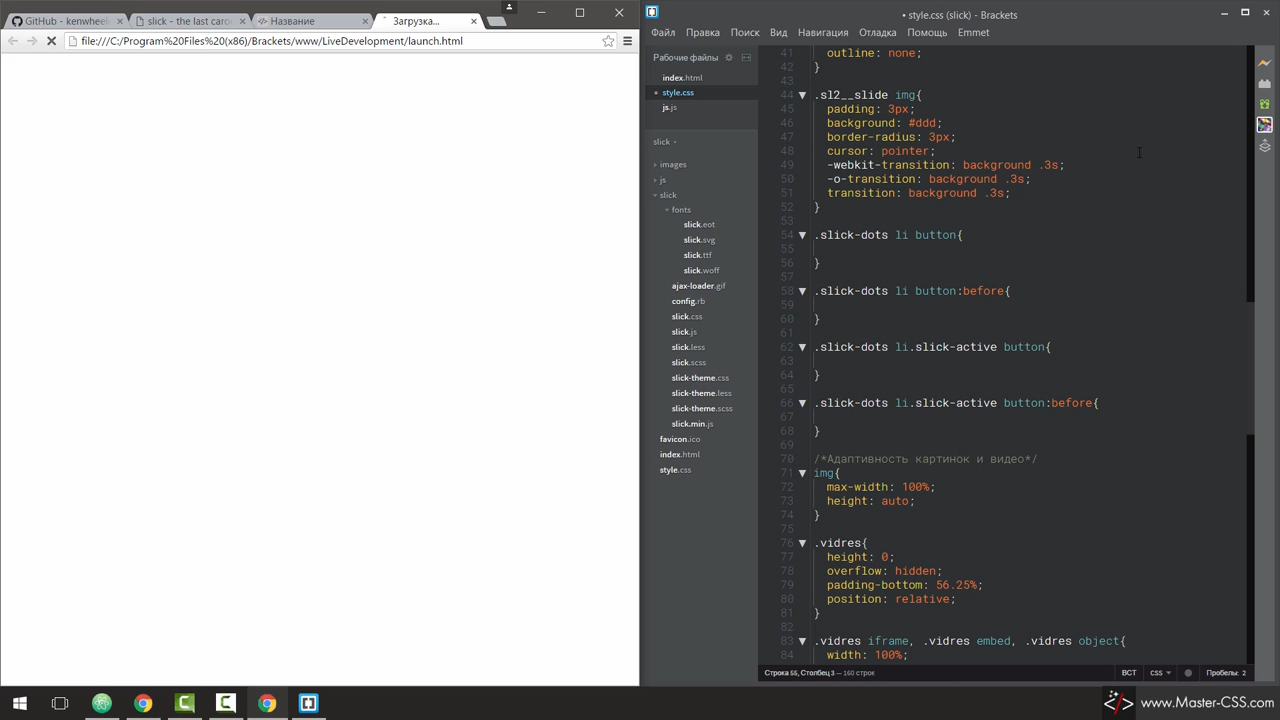 GitHub - kenwheel
slick - the last caro
Название
Загрузка...
file:///C:/Program%20Files%20(x86)/Brackets/www/LiveDevelopment/launch.html
• style.css (slick) - Brackets
Файл Правка Поиск Вид Навигация Отладка Помощь Emmet
Рабочие файлы
index.html
style.css
js.js
slick
images
js
slick
fonts
slick.eot
slick.svg
slick.ttf
slick.woff
ajax-loader.gif
config.rb
slick.css
slick.js
slick.less
slick.scss
slick-theme.css
slick-theme.less
slick-theme.scss
slick.min.js
favicon.ico
index.html
style.css
41 outline: none;
42 }
43
44 .sl2__slide img{
45 padding: 3px;
46 background: #ddd;
47 border-radius: 3px;
48 cursor: pointer;
49 -webkit-transition: background .3s;
50 -o-transition: background .3s;
51 transition: background .3s;
52 }
53
54 .slick-dots li button{
55
56 }
57
58 .slick-dots li button:before{
59
60 }
61
62 .slick-dots li.slick-active button{
63
64 }
65
66 .slick-dots li.slick-active button:before{
67
68 }
69
70 /*Адаптивность картинок и видео*/
71 img{
72 max-width: 100%;
73 height: auto;
74 }
75
76 .vidres{
77 height: 0;
78 overflow: hidden;
79 padding-bottom: 56.25%;
80 position: relative;
81 }
82
83 .vidres iframe, .vidres embed, .vidres object{
84 width: 100%;
Строка 55, Столбец 3 — 160 строк
ВСТ CSS Пробелы: 2
www.Master-CSS.com